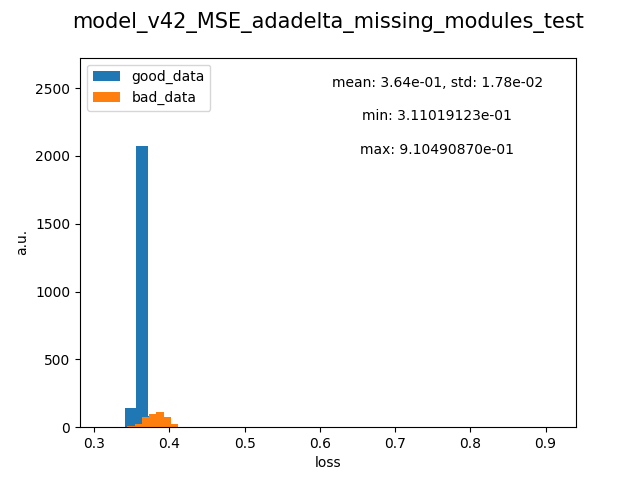 model_v42_MSE_adadelta_missing_modules_test
good_data
bad_data
mean: 3.64e-01, std: 1.78e-02
min: 3.11019123e-01
max: 9.10490870e-01
2500
2000
1500
1000
500
0
a.u.
0.3 0.4 0.5 0.6 0.7 0.8 0.9
loss